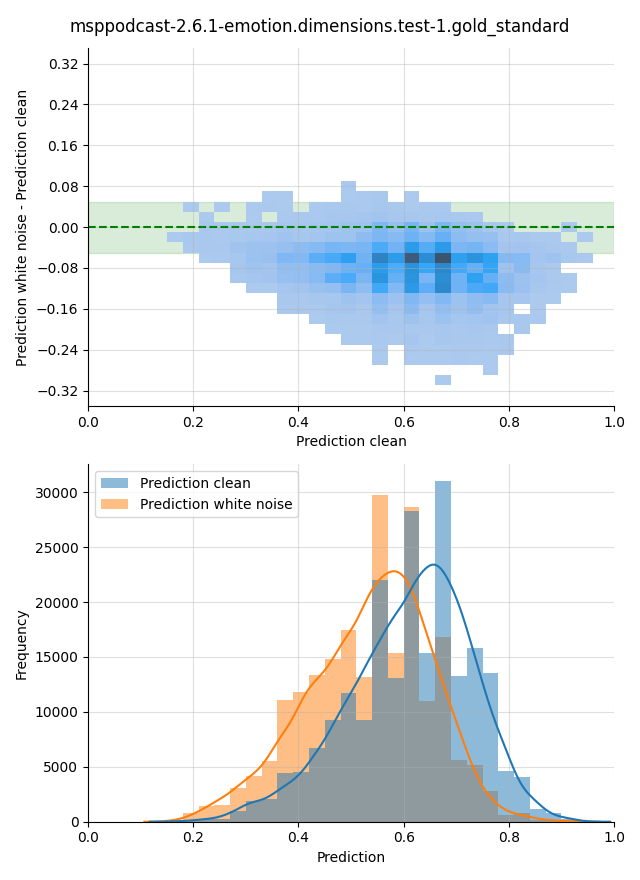 msppodcast-2.6.1-emotion.dimensions.test-1.gold_standard
0.32
0.24
0.16
0.08
0.00
−0.08
−0.16
−0.24
−0.32
Prediction white noise - Prediction clean
0.0 0.2 0.4 0.6 0.8 1.0
Prediction clean
Prediction clean
Prediction white noise
30000
25000
20000
15000
10000
5000
0
Frequency
0.0 0.2 0.4 0.6 0.8 1.0
Prediction